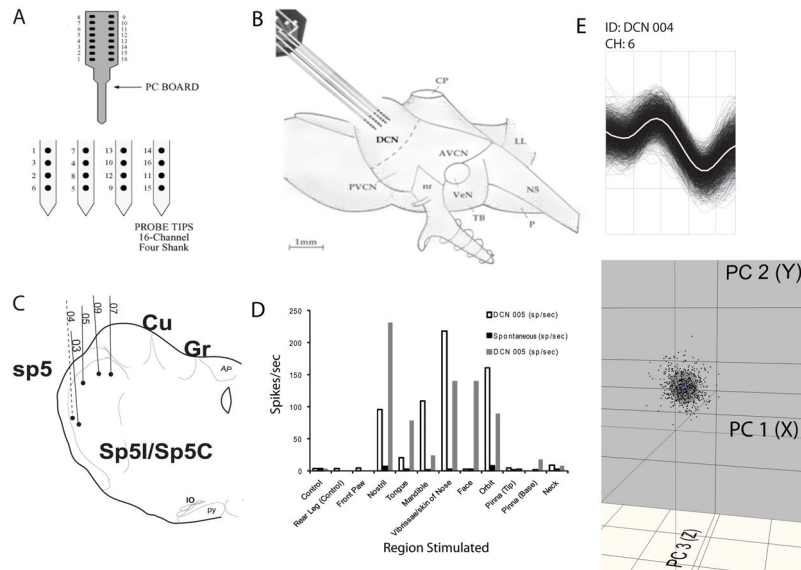 A
8
7
6
5
4
3
2
1
9
10
11
12
13
14
15
16
PC BOARD
1
3
2
6
7
4
8
5
13
10
12
9
14
16
11
15
PROBE TIPS
16-Channel
Four Shank
B
CP
DCN
LL
AVCN
PVCN
nr
VeN
N5
TB
P
1mm
C
04
03
05
09
07
Cu
Gr
AP
sp5
Sp5I/Sp5C
IO
py
D
DCN 005 (sp/sec)
Spontaneous (sp/sec)
DCN 005 (sp/sec)
Spikes/sec
250
200
150
100
50
0
Control
Rear Leg (Control)
Front Paw
Nostril
Tongue
Mandible
Vibrissae/skin of Nose
Face
Orbit
Pinna (Tip)
Pinna (Base)
Neck
Region Stimulated
E
ID: DCN 004
CH: 6
PC 2 (Y)
PC 1 (X)
PC 3 (Z)